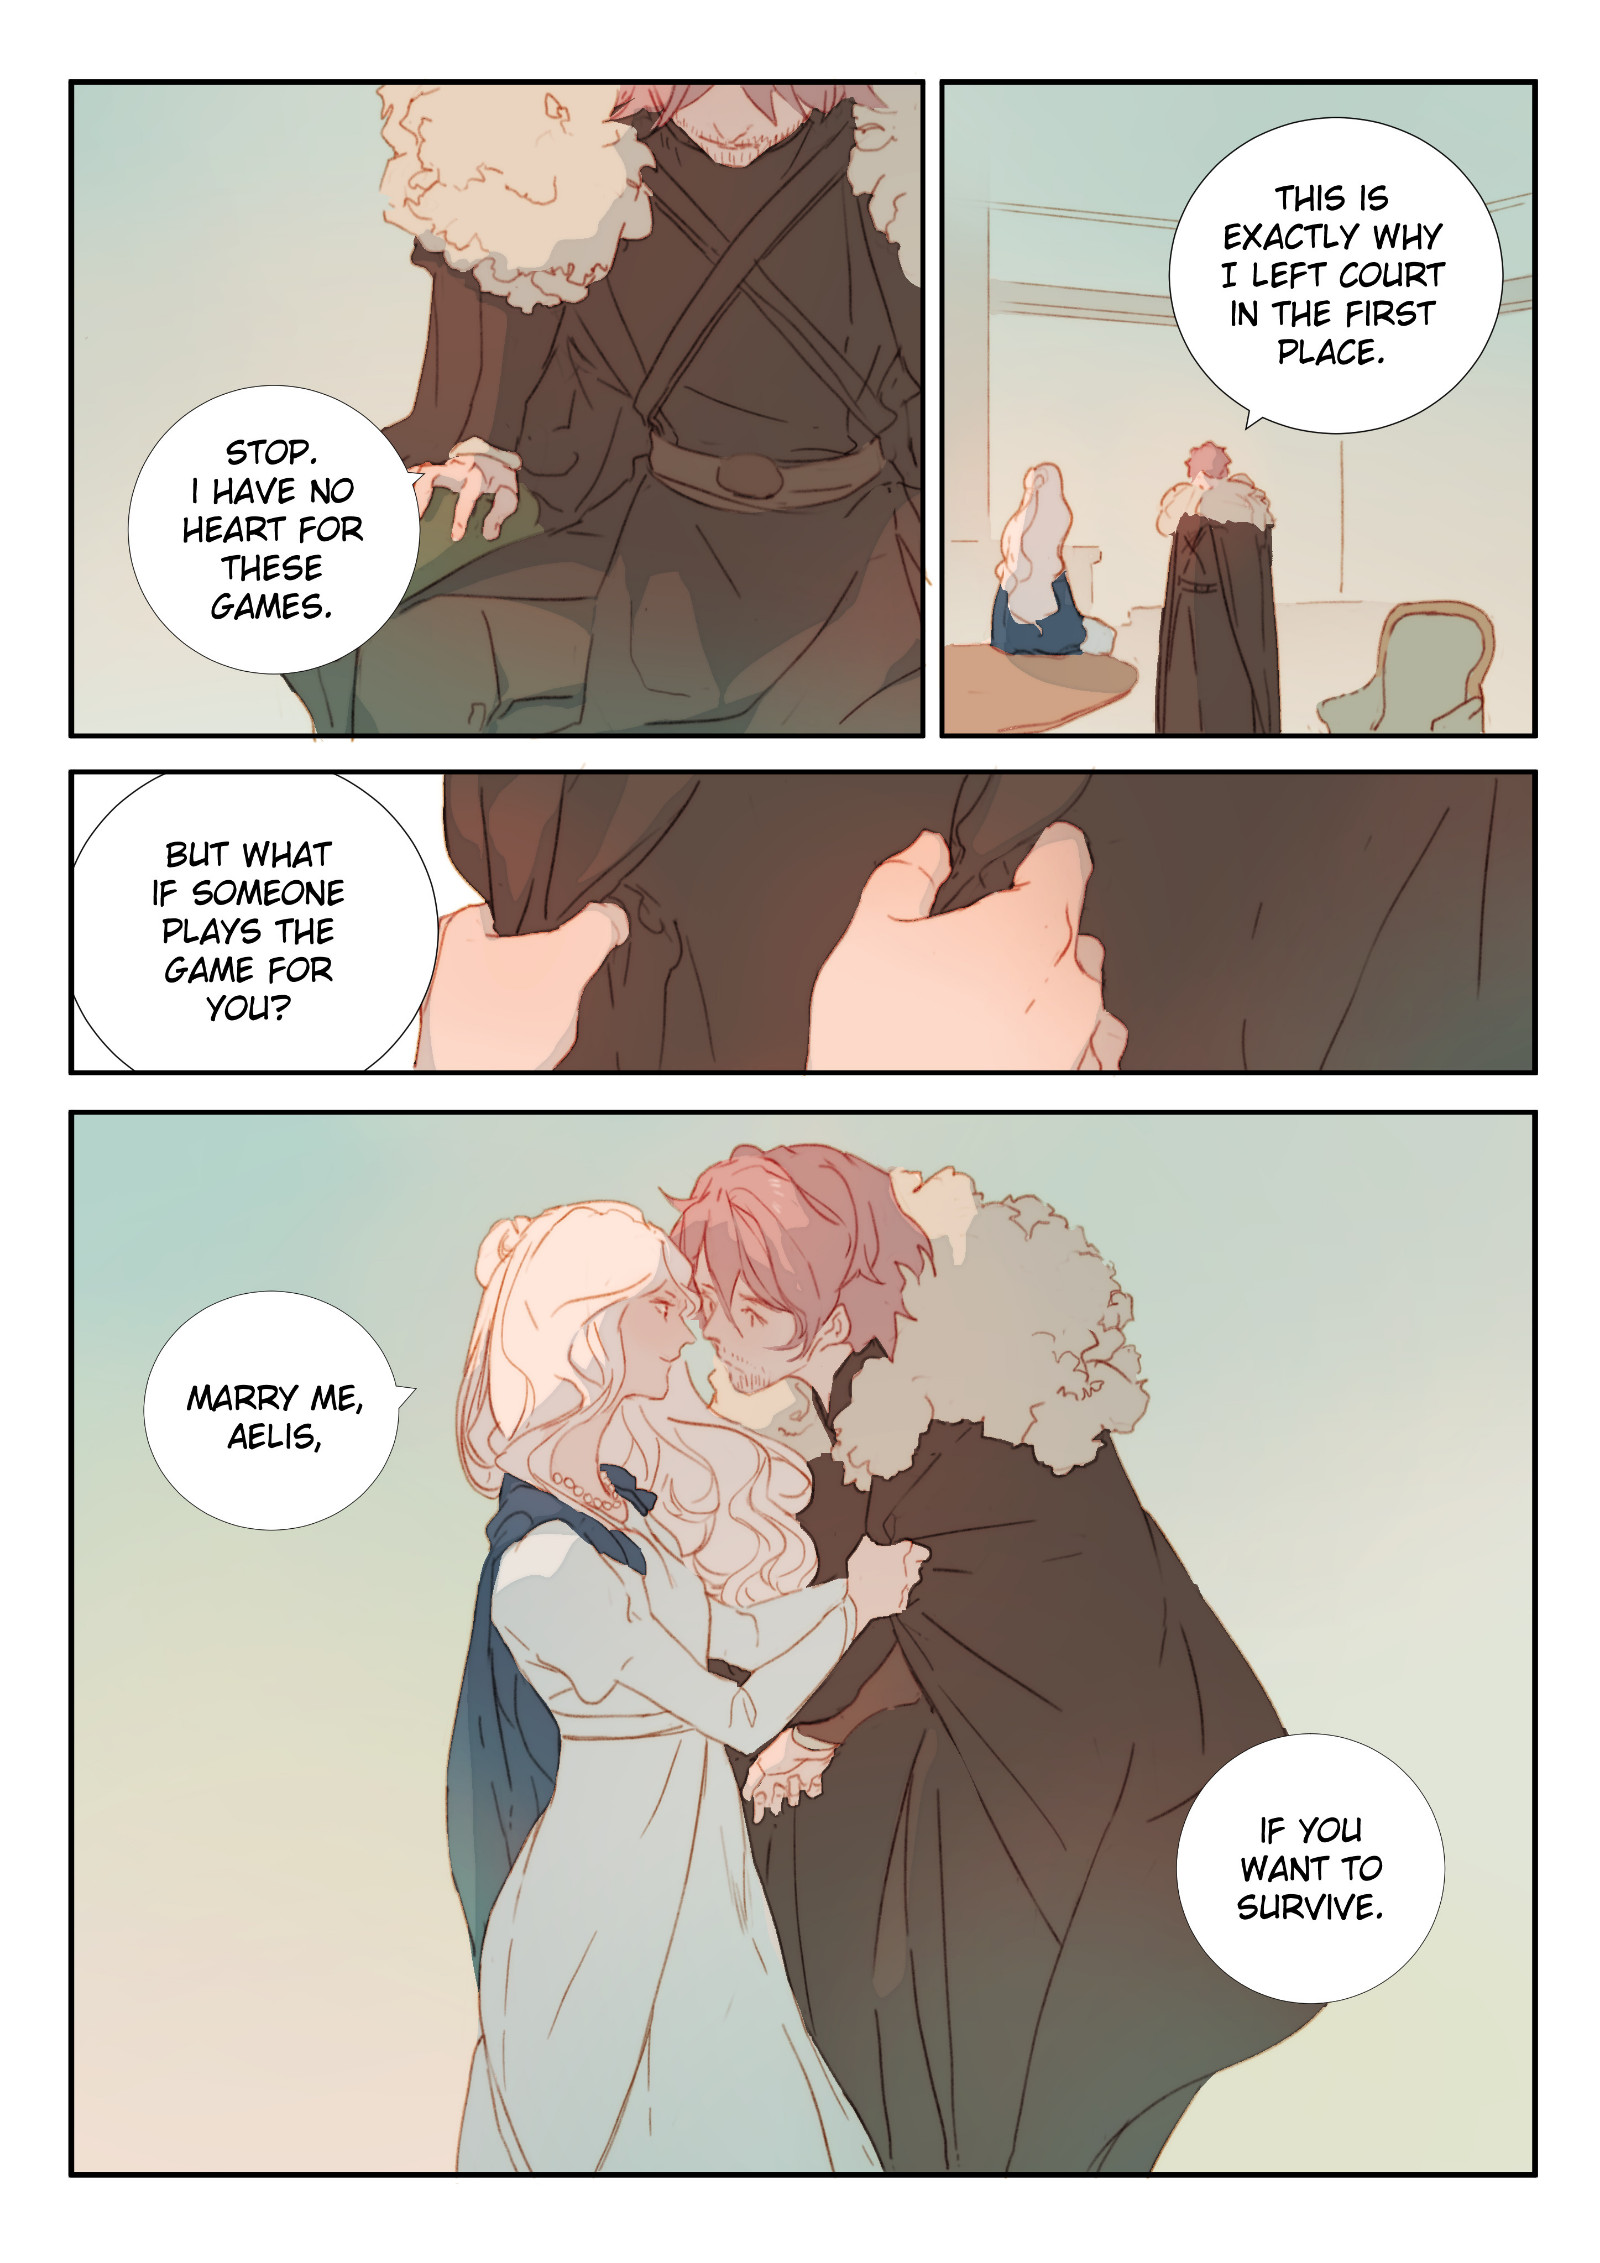 STOP.
I HAVE NO
HEART FOR
THESE
GAMES.
THIS IS
EXACTLY WHY
I LEFT COURT
IN THE FIRST
PLACE.
BUT WHAT
IF SOMEONE
PLAYS THE
GAME FOR
YOU?
MARRY ME,
AELIS,
IF YOU
WANT TO
SURVIVE.